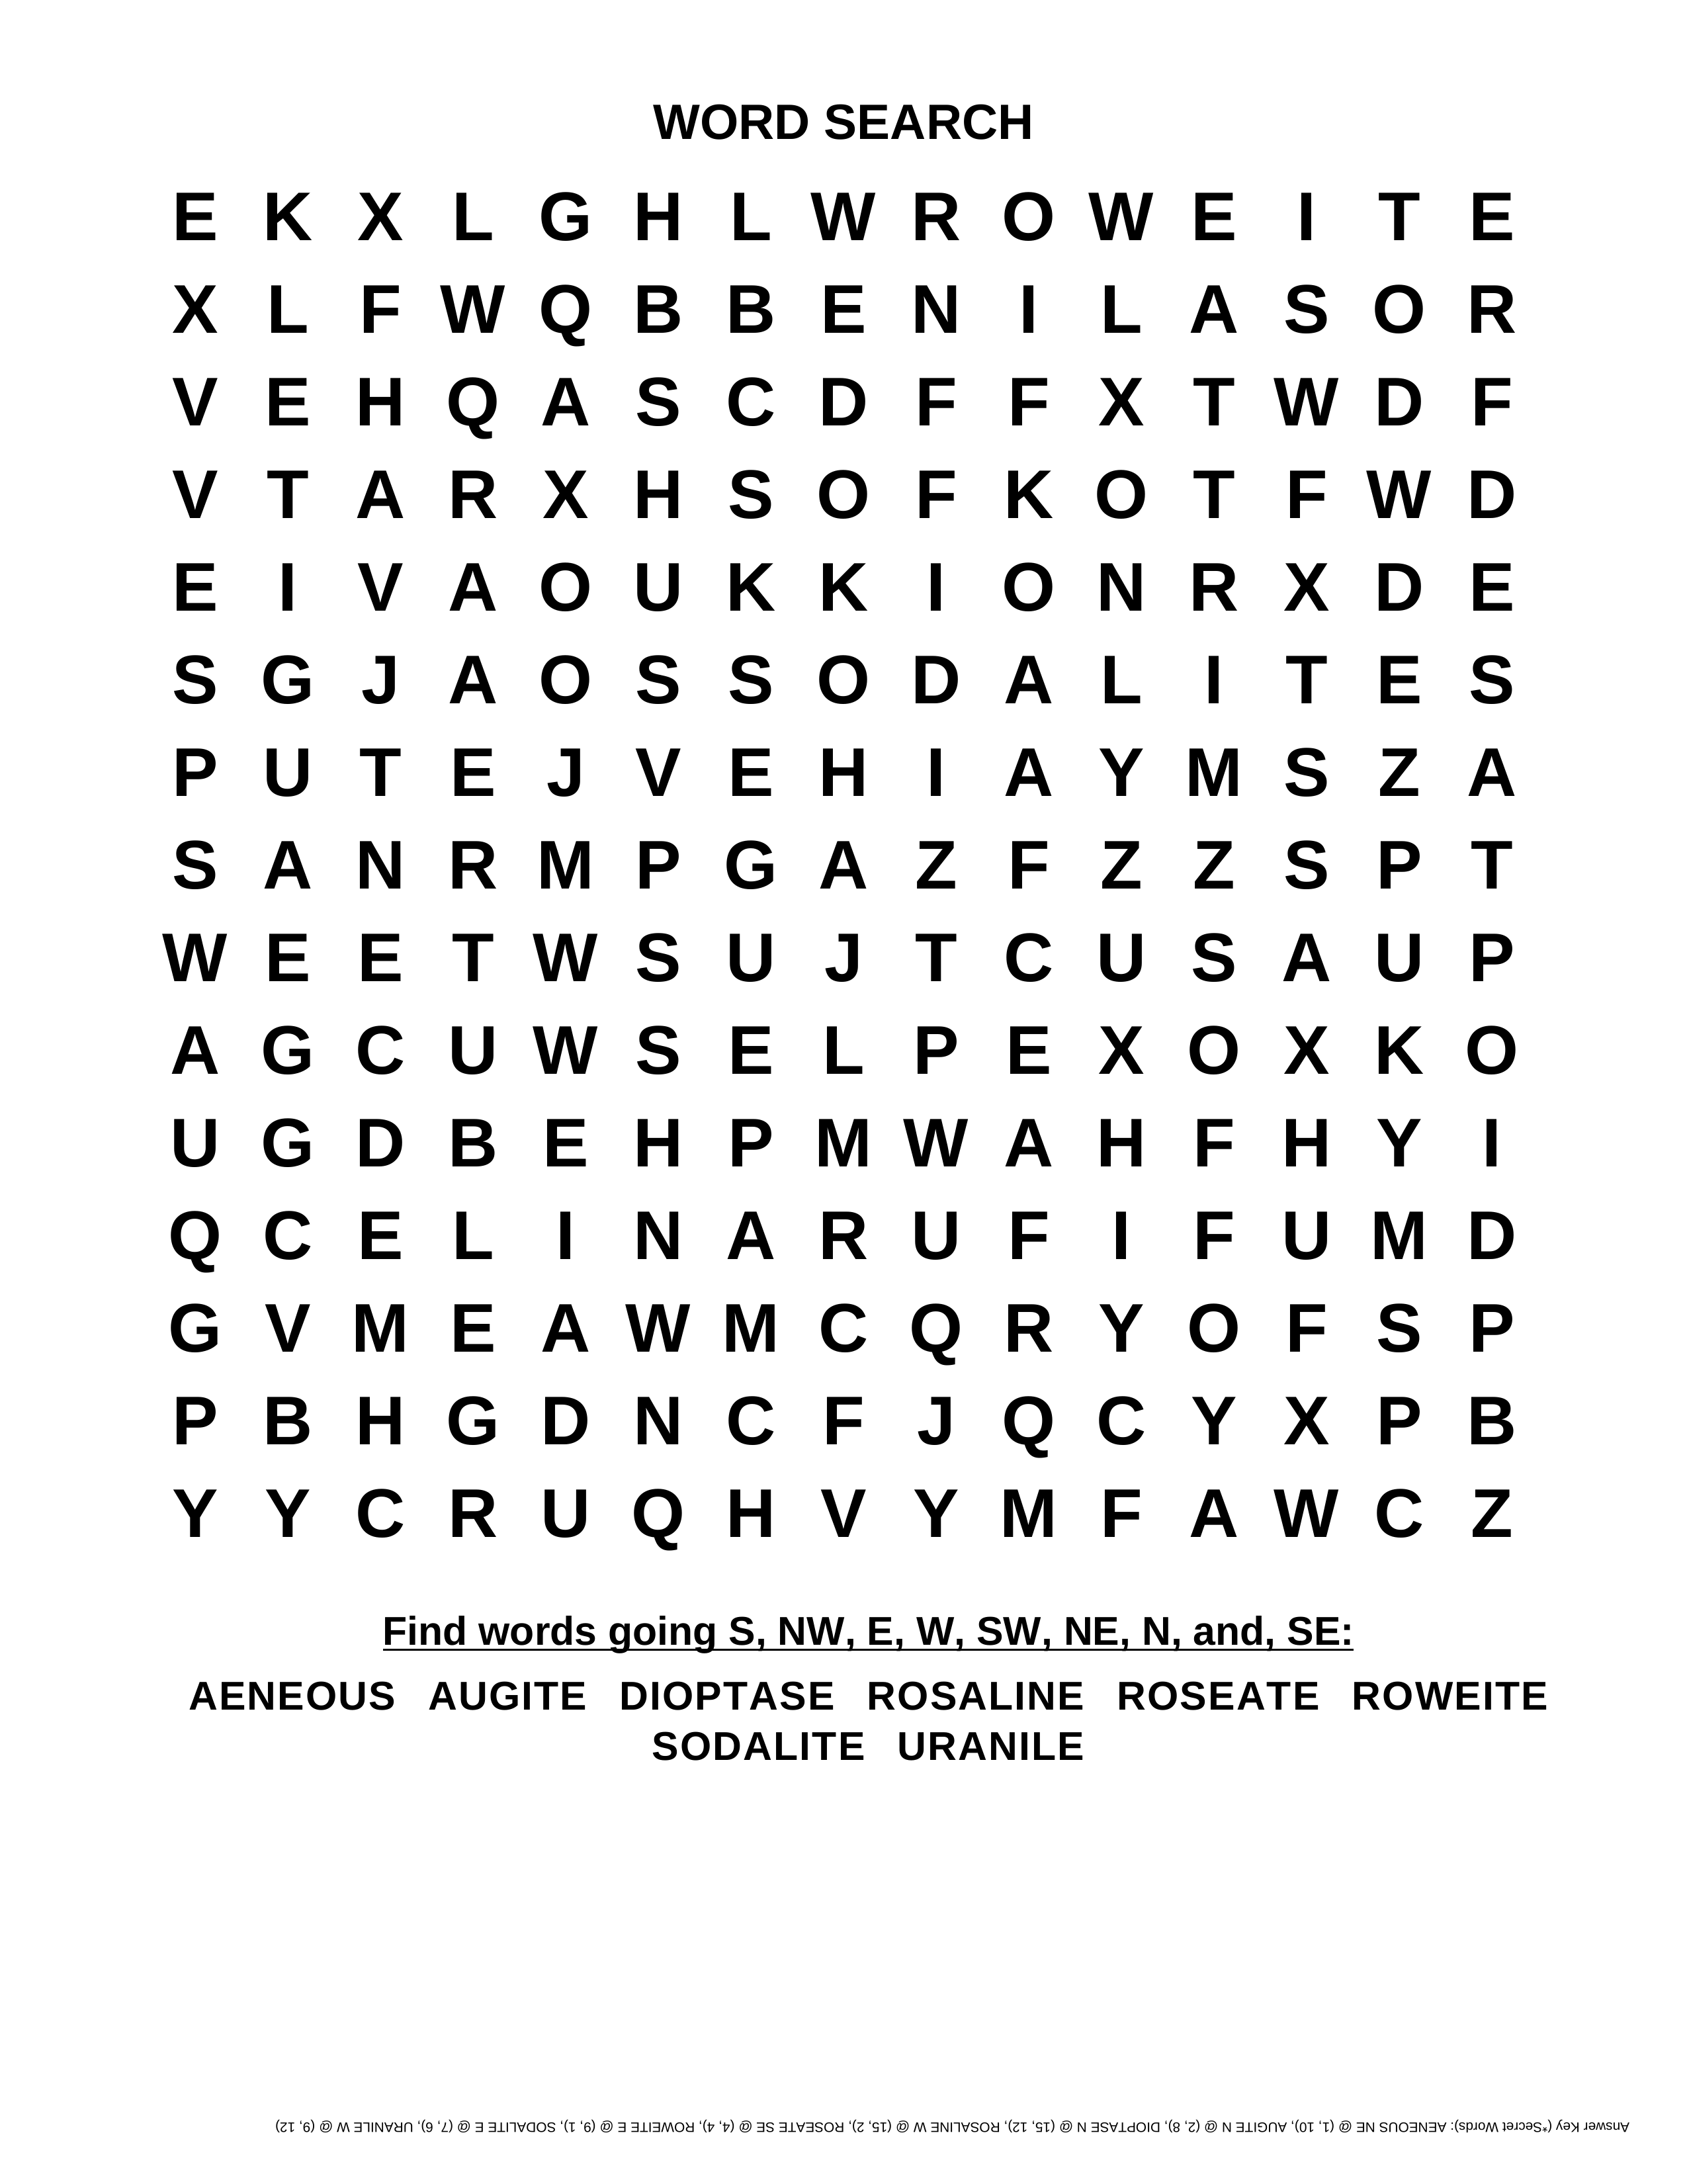 WORD SEARCH
E K X L G H L W R O W E I T E
X L F W Q B B E N I L A S O R
V E H Q A S C D F F X T W D F
V T A R X H S O F K O T F W D
E I V A O U K K I O N R X D E
S G J A O S S O D A L I T E S
P U T E J V E H I A Y M S Z A
S A N R M P G A Z F Z Z S P T
W E E T W S U J T C U S A U P
A G C U W S E L P E X O X K O
U G D B E H P M W A H F H Y I
Q C E L I N A R U F I F U M D
G V M E A W M C Q R Y O F S P
P B H G D N C F J Q C Y X P B
Y Y C R U Q H V Y M F A W C Z
Find words going S, NW, E, W, SW, NE, N, and, SE:
AENEOUS AUGITE DIOPTASE ROSALINE ROSEATE ROWEITE
SODALITE URANILE
Answer Key (*Secret Words): AENEOUS NE @ (1, 10), AUGITE N @ (2, 8), DIOPTASE N @ (15, 12), ROSALINE W @ (15, 2), ROSEATE SE @ (4, 4), ROWEITE E @ (9, 1), SODALITE E @ (7, 6), URANILE W @ (9, 12)